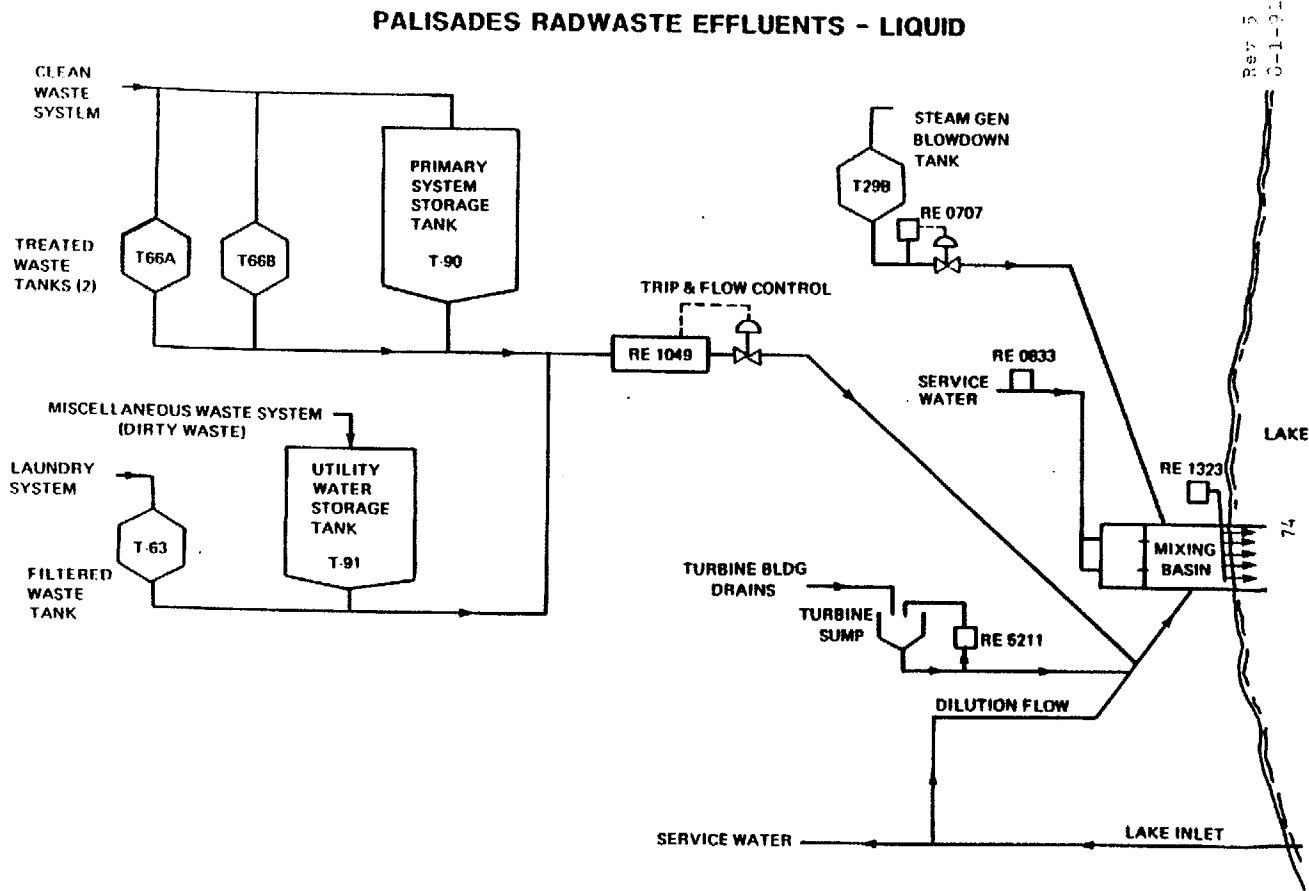 PALISADES RADWASTE EFFLUENTS - LIQUID
Rev 5
CLEAN
WASTE
SYSTEM
PRIMARY
SYSTEM
STORAGE
TANK
T-90
T66A
T66B
TREATED
WASTE
TANKS (2)
STEAM GEN
BLOWDOWN
TANK
T29B
RE 0707
TRIP & FLOW CONTROL
RE 1049
RE 0833
SERVICE
WATER
LAKE
RE 1323
MISCELLANEOUS WASTE SYSTEM
(DIRTY WASTE)
LAUNDRY
SYSTEM
UTILITY
WATER
STORAGE
TANK
T-91
T-63
FILTERED
WASTE
TANK
MIXING
BASIN
74
TURBINE BLDG
DRAINS
TURBINE
SUMP
RE 5211
DILUTION FLOW
SERVICE WATER
LAKE INLET